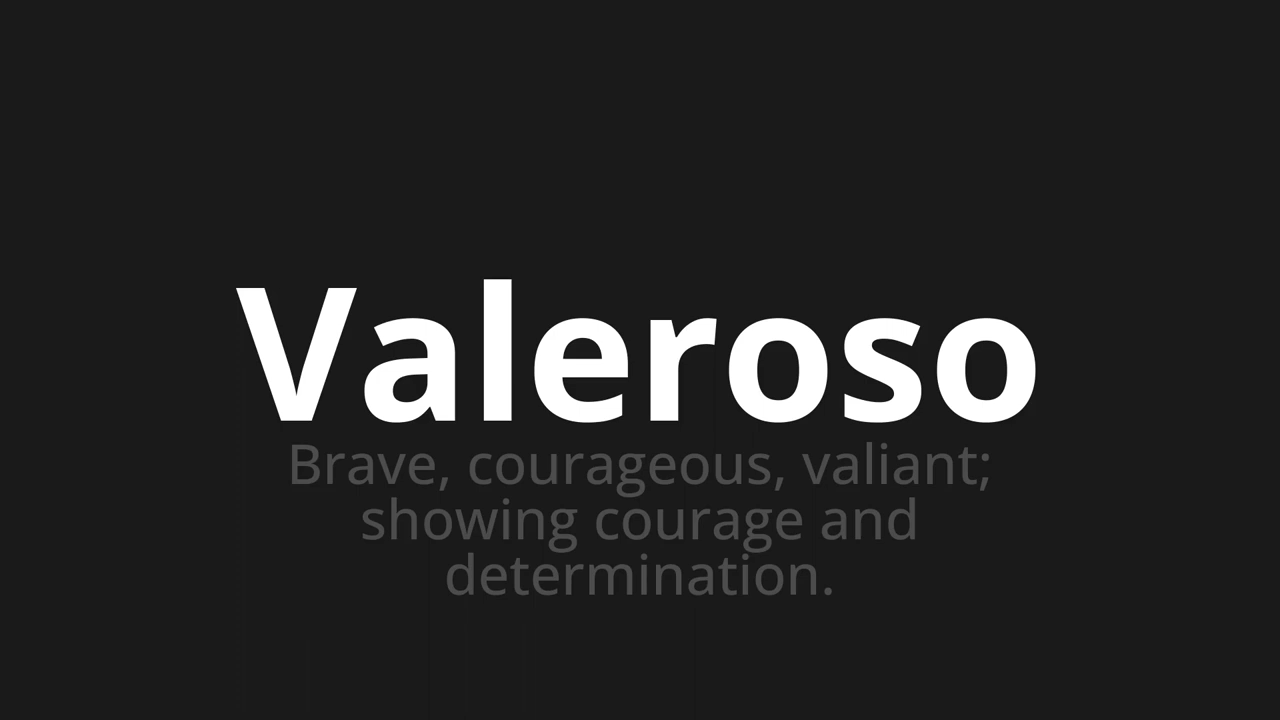 Valeroso
Brave, courageous, valiant;
showing courage and
determination.